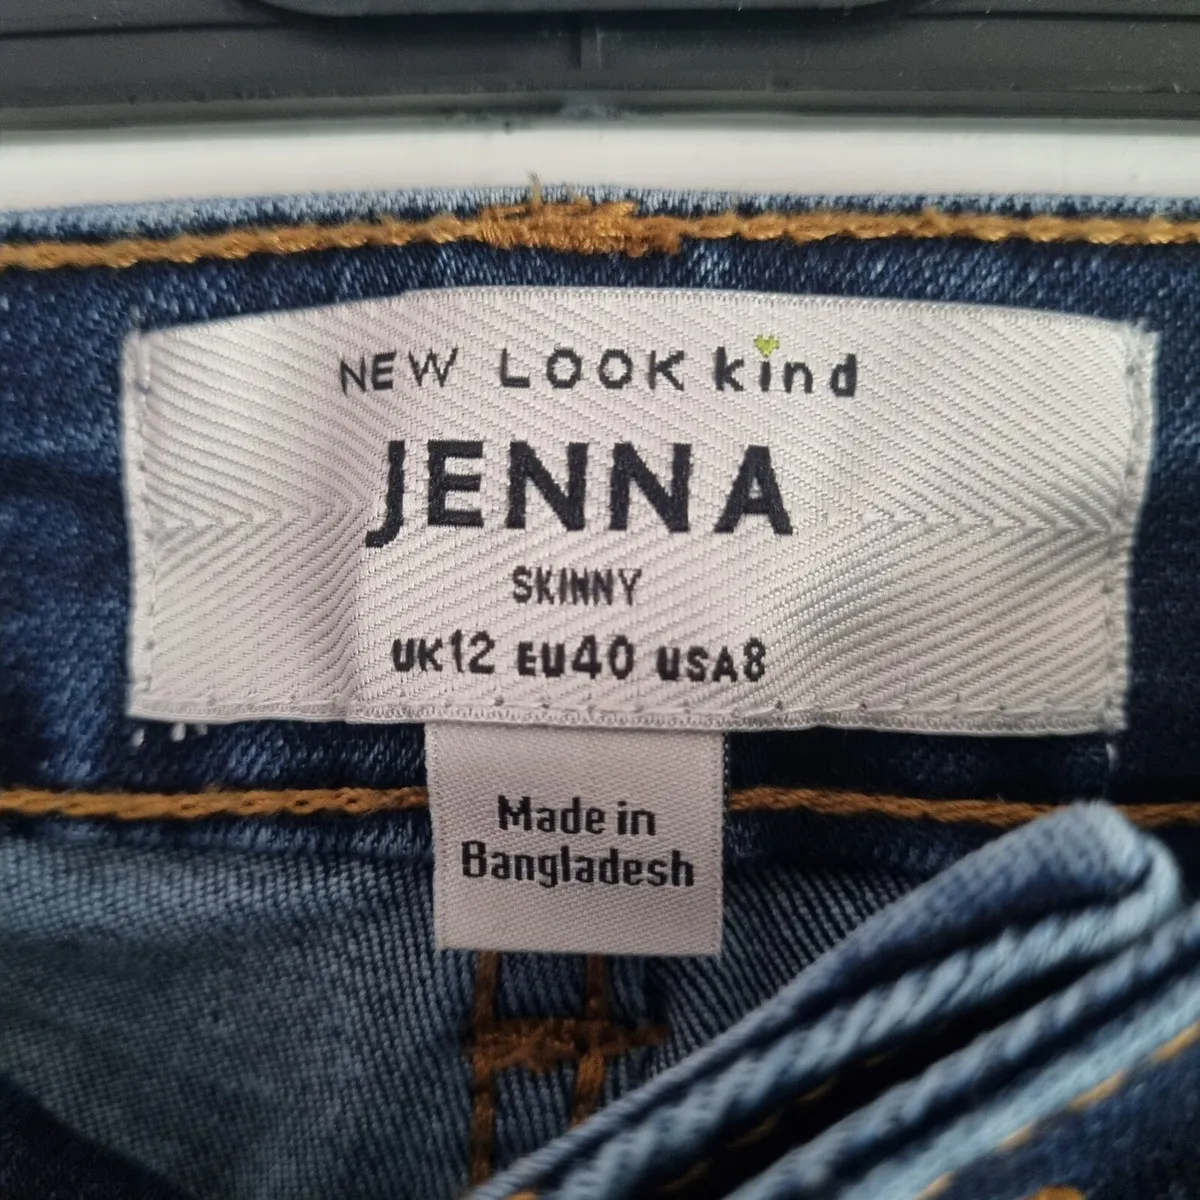 NEW LOOK kind
JENNA
SKINNY
UK12 EU40 USA8
Made in
Bangladesh